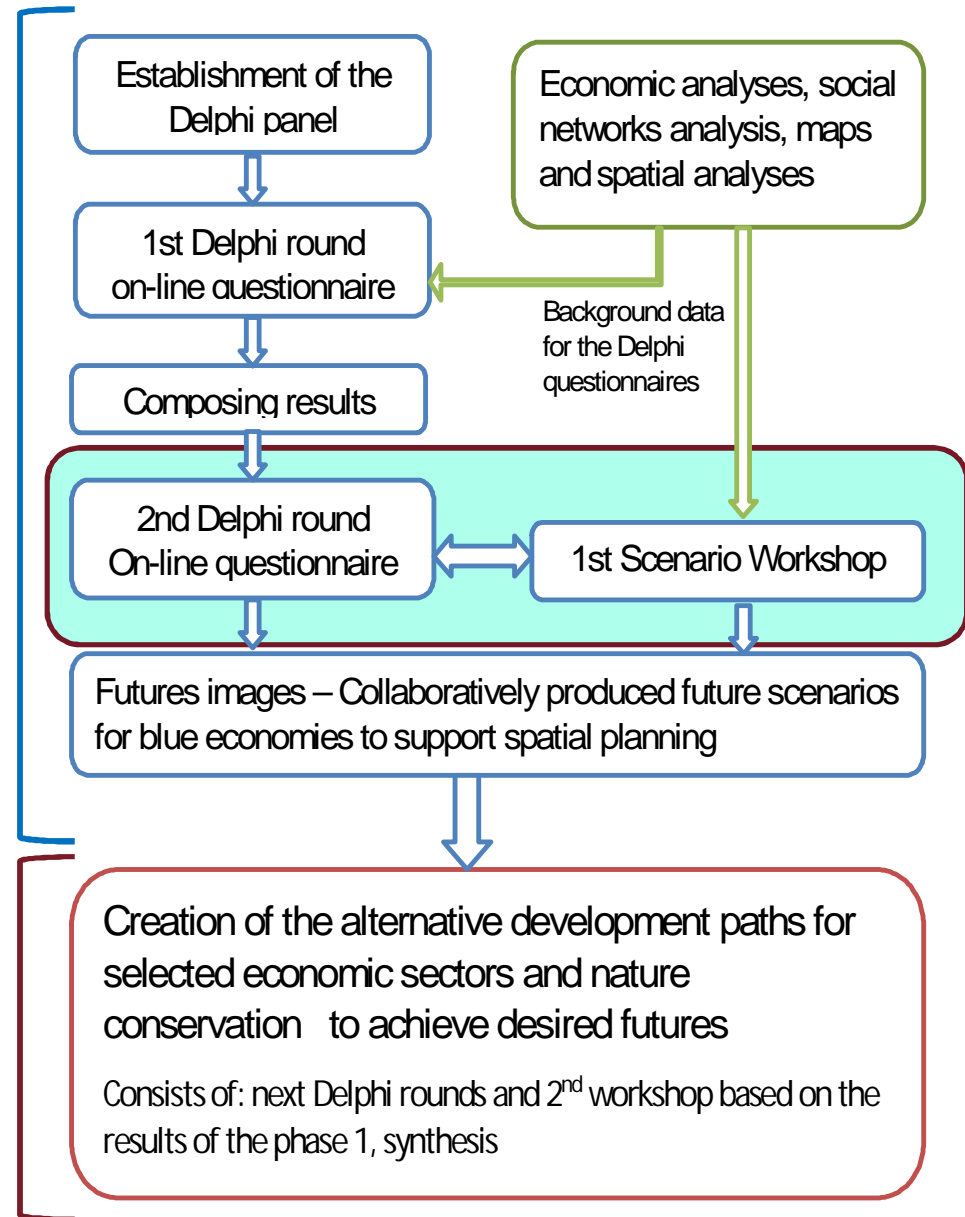 Establishment of the
Delphi panel
Economic analyses, social
networks analysis, maps
and spatial analyses
1st Delphi round
on-line questionnaire
Background data
for the Delphi
questionnaires
Composing results
2nd Delphi round
On-line questionnaire
1st Scenario Workshop
Futures images – Collaboratively produced future scenarios
for blue economies to support spatial planning
Creation of the alternative development paths for
selected economic sectors and nature
conservation to achieve desired futures
Consists of: next Delphi rounds and 2nd workshop based on the
results of the phase 1, synthesis